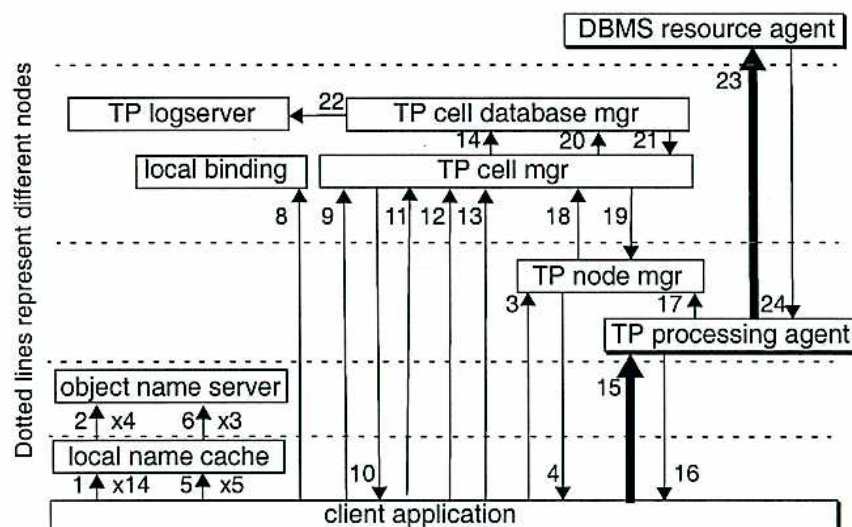 DBMS resource agent
23
TP logserver
22
TP cell database mgr
14
20
21
local binding
TP cell mgr
8
9
11
12
13
18
19
TP node mgr
3
17
24
TP processing agent
15
object name server
2
x4
6
x3
local name cache
10
4
16
1
x14
5
x5
client application
Dotted lines represent different nodes